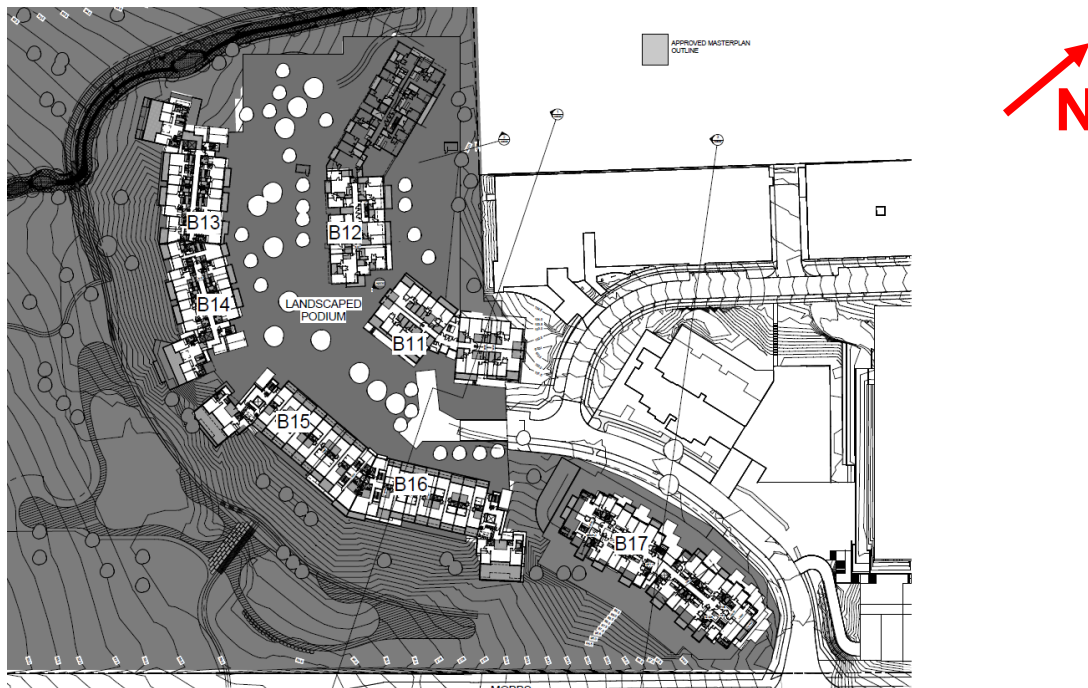 APPROVED MASTERPLAN
OUTLINE
N
B13
B12
B14
LANDSCAPED
PODIUM
B11
B15
B16
B17